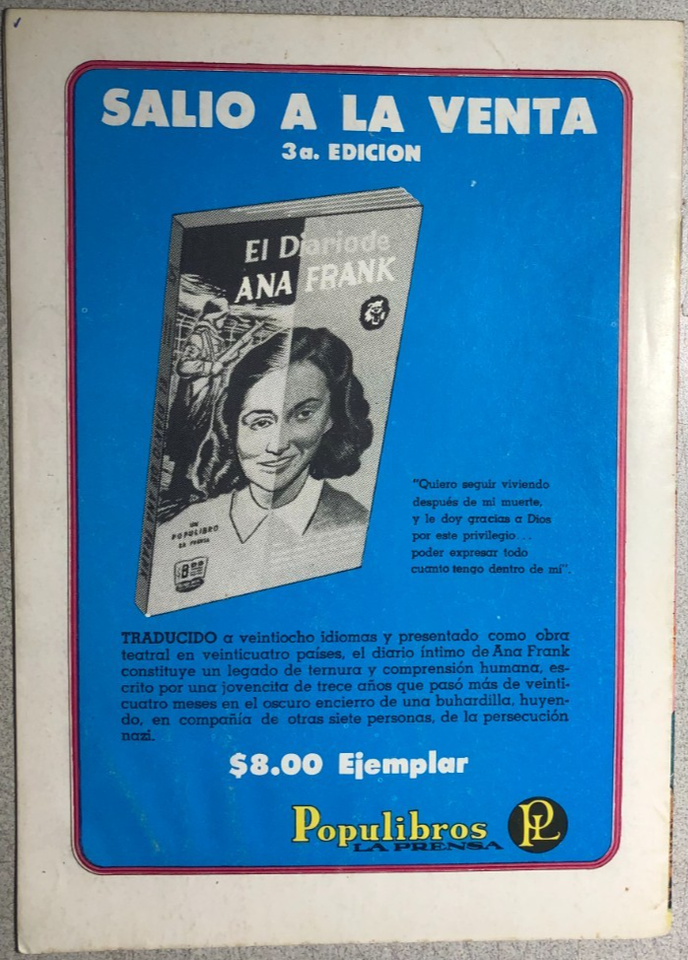 SALIO A LA VENTA
3a. EDICION
El Diario de
ANA FRANK
UN
POPULIBRO
LA PRENSA
"Quiero seguir viviendo
después de mi muerte,
y le doy gracias a Dios
por este privilegio...
poder expresar todo
cuanto tengo dentro de mí".
TRADUCIDO a veintiocho idiomas y presentado como obra
teatral en veinticuatro países, el diario íntimo de Ana Frank
constituye un legado de ternura y comprensión humana, es-
crito por una jovencita de trece años que pasó más de veinti-
cuatro meses en el oscuro encierro de una buhardilla, huyen-
do, en compañía de otras siete personas, de la persecución
nazi.
$8.00 Ejemplar
Populibros
LA PRENSA
PL